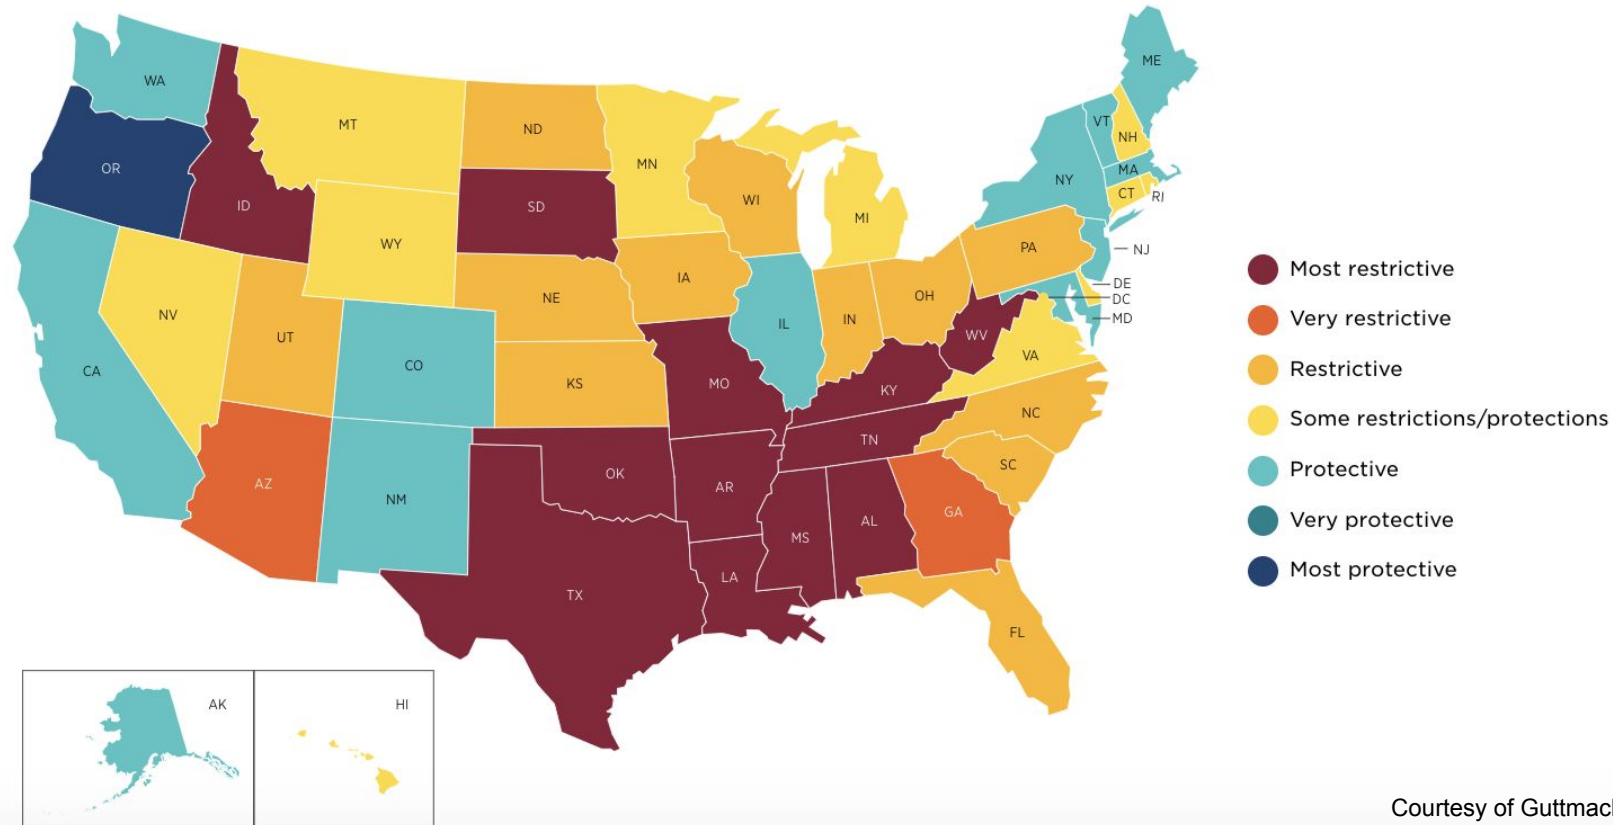 WA
OR
CA
ID
NV
MT
WY
UT
AZ
CO
NM
ND
SD
NE
KS
OK
TX
MN
IA
MO
AR
LA
WI
IL
MI
IN
OH
KY
TN
MS
AL
GA
FL
SC
NC
VA
WV
PA
NY
VT
NH
ME
MA
CT
RI
NJ
DE
DC
MD
AK
HI
Most restrictive
Very restrictive
Restrictive
Some restrictions/protections
Protective
Very protective
Most protective
Courtesy of